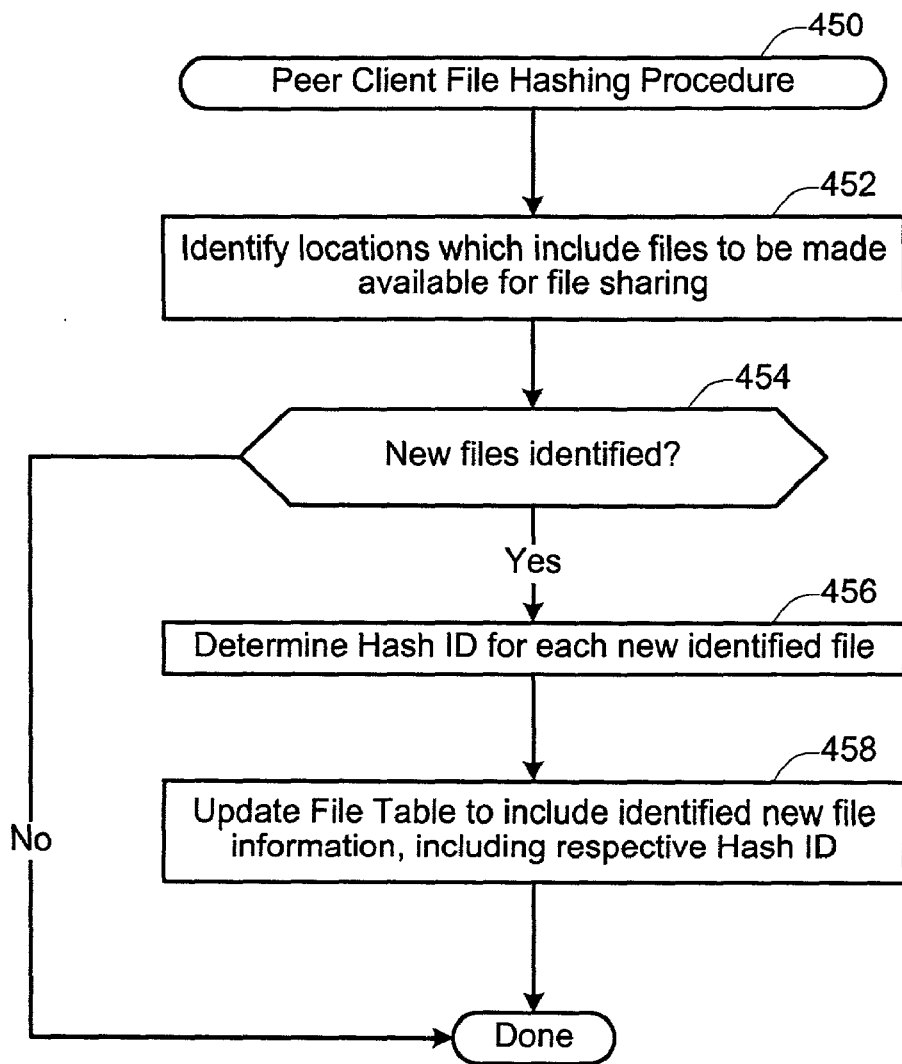 450
Peer Client File Hashing Procedure
452
Identify locations which include files to be made
available for file sharing
454
New files identified?
Yes
456
Determine Hash ID for each new identified file
458
Update File Table to include identified new file
information, including respective Hash ID
No
Done